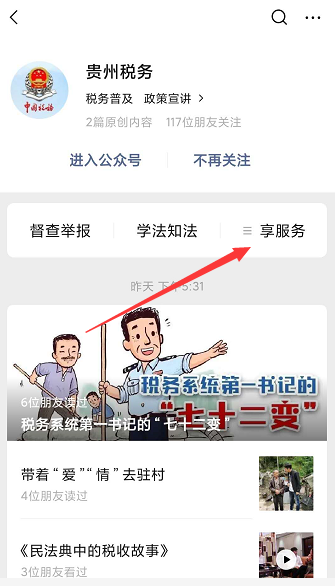 贵州税务
税务普及 政策宣讲
2篇原创内容 117位朋友关注
中国税务
进入公众号 不再关注
督查举报 学法知法 享服务
昨天 下午5:31
税务系统第一书记的
“七十二变”
6位朋友读过
税务系统第一书记的“七十二变”
带着“爱”“情”去驻村
4位朋友读过
《民法典中的税收故事》
3位朋友看过